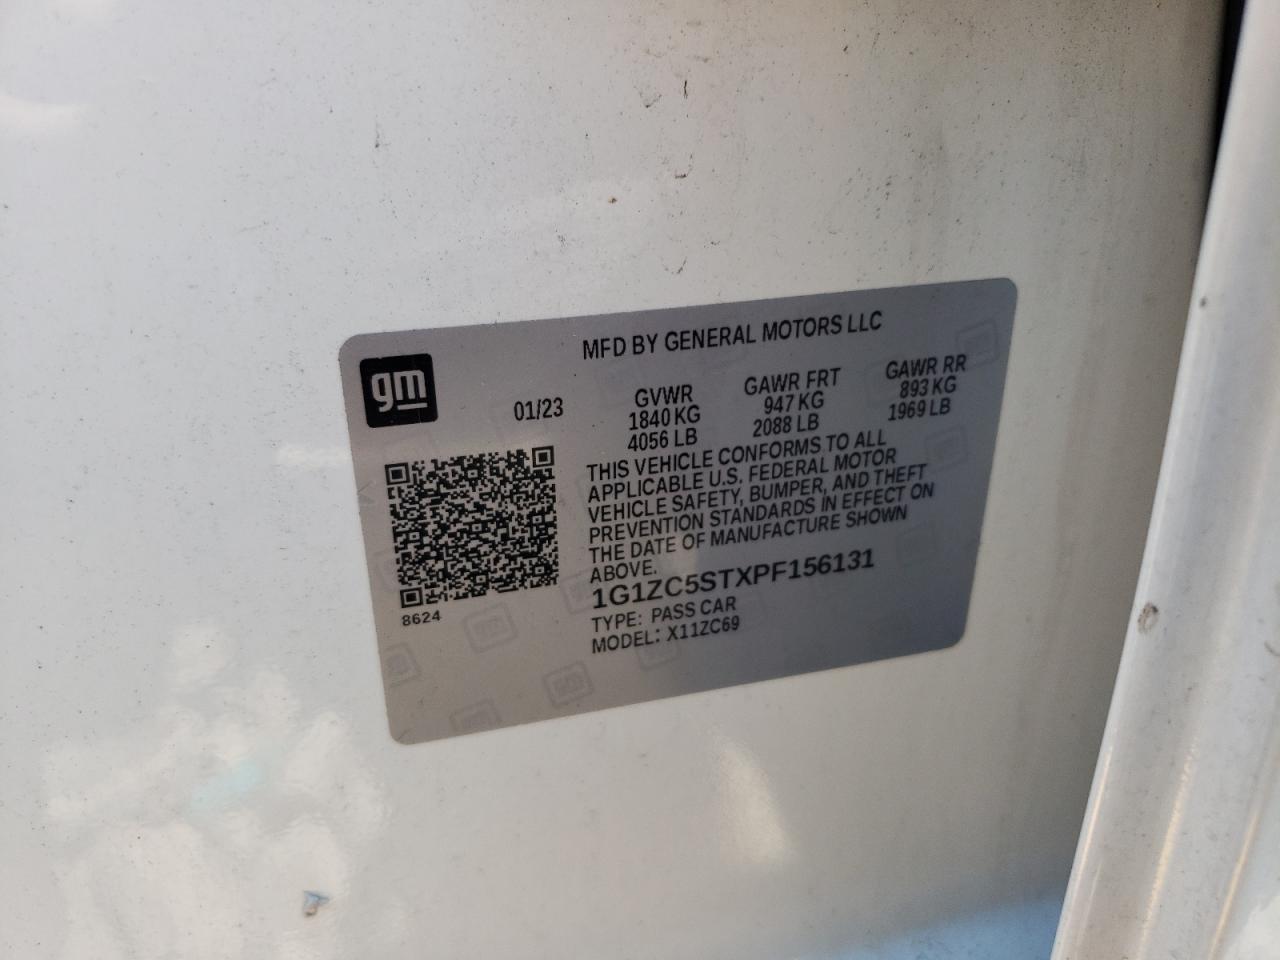 gm
MFD BY GENERAL MOTORS LLC
01/23
GVWR
1840 KG
4056 LB
GAWR FRT
947 KG
2088 LB
GAWR RR
893 KG
1969 LB
THIS VEHICLE CONFORMS TO ALL
APPLICABLE U.S. FEDERAL MOTOR
VEHICLE SAFETY, BUMPER, AND THEFT
PREVENTION STANDARDS IN EFFECT ON
THE DATE OF MANUFACTURE SHOWN
ABOVE.
1G1ZC5STXPF156131
TYPE: PASS CAR
MODEL: X11ZC69
8624